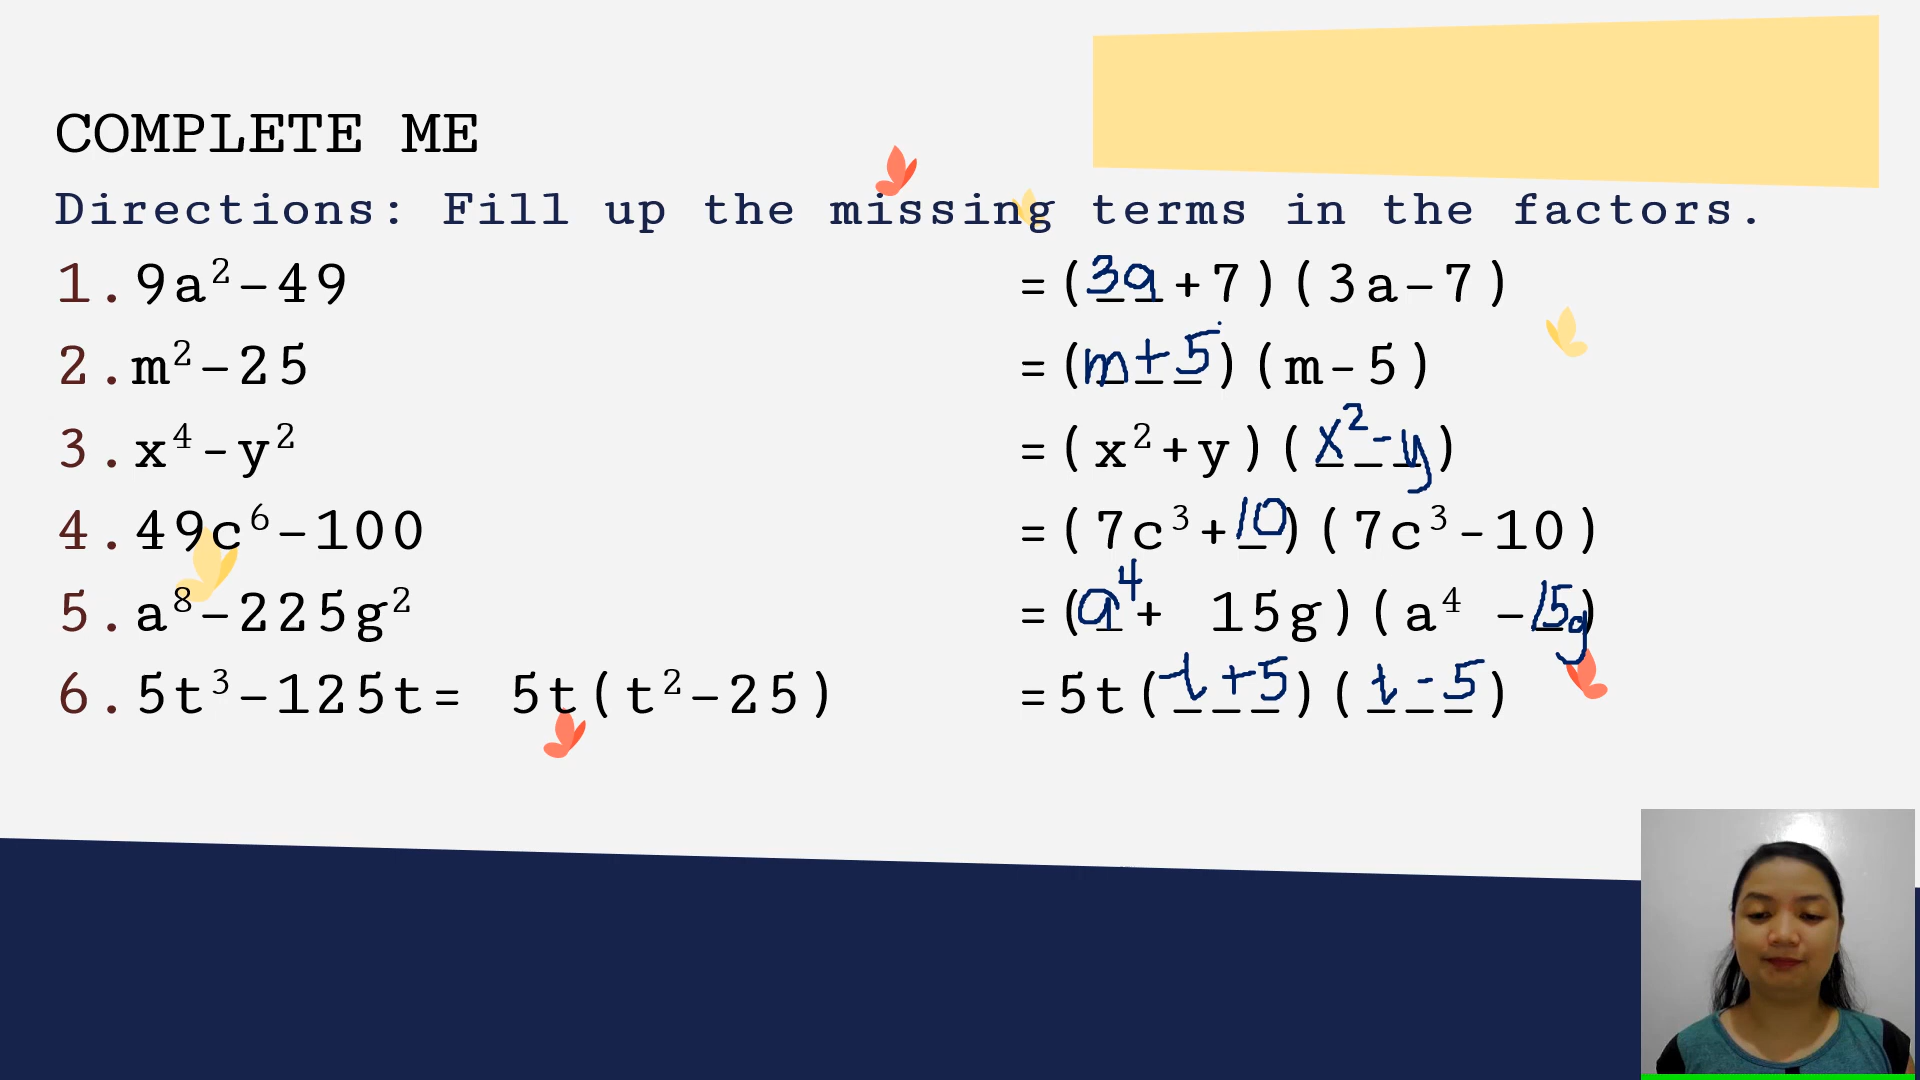 COMPLETE ME
Directions: Fill up the missing terms in the factors.
1. 9a²-49 =(3a+7)(3a-7)
2. m²-25 =(m+5)(m-5)
3. x⁴-y² =(x²+y)(x²-y)
4. 49c⁶-100 =(7c³+10)(7c³-10)
5. a⁸-225g² =(a⁴+ 15g)(a⁴ -15g)
6. 5t³-125t= 5t(t²-25) =5t(t+5)(t-5)